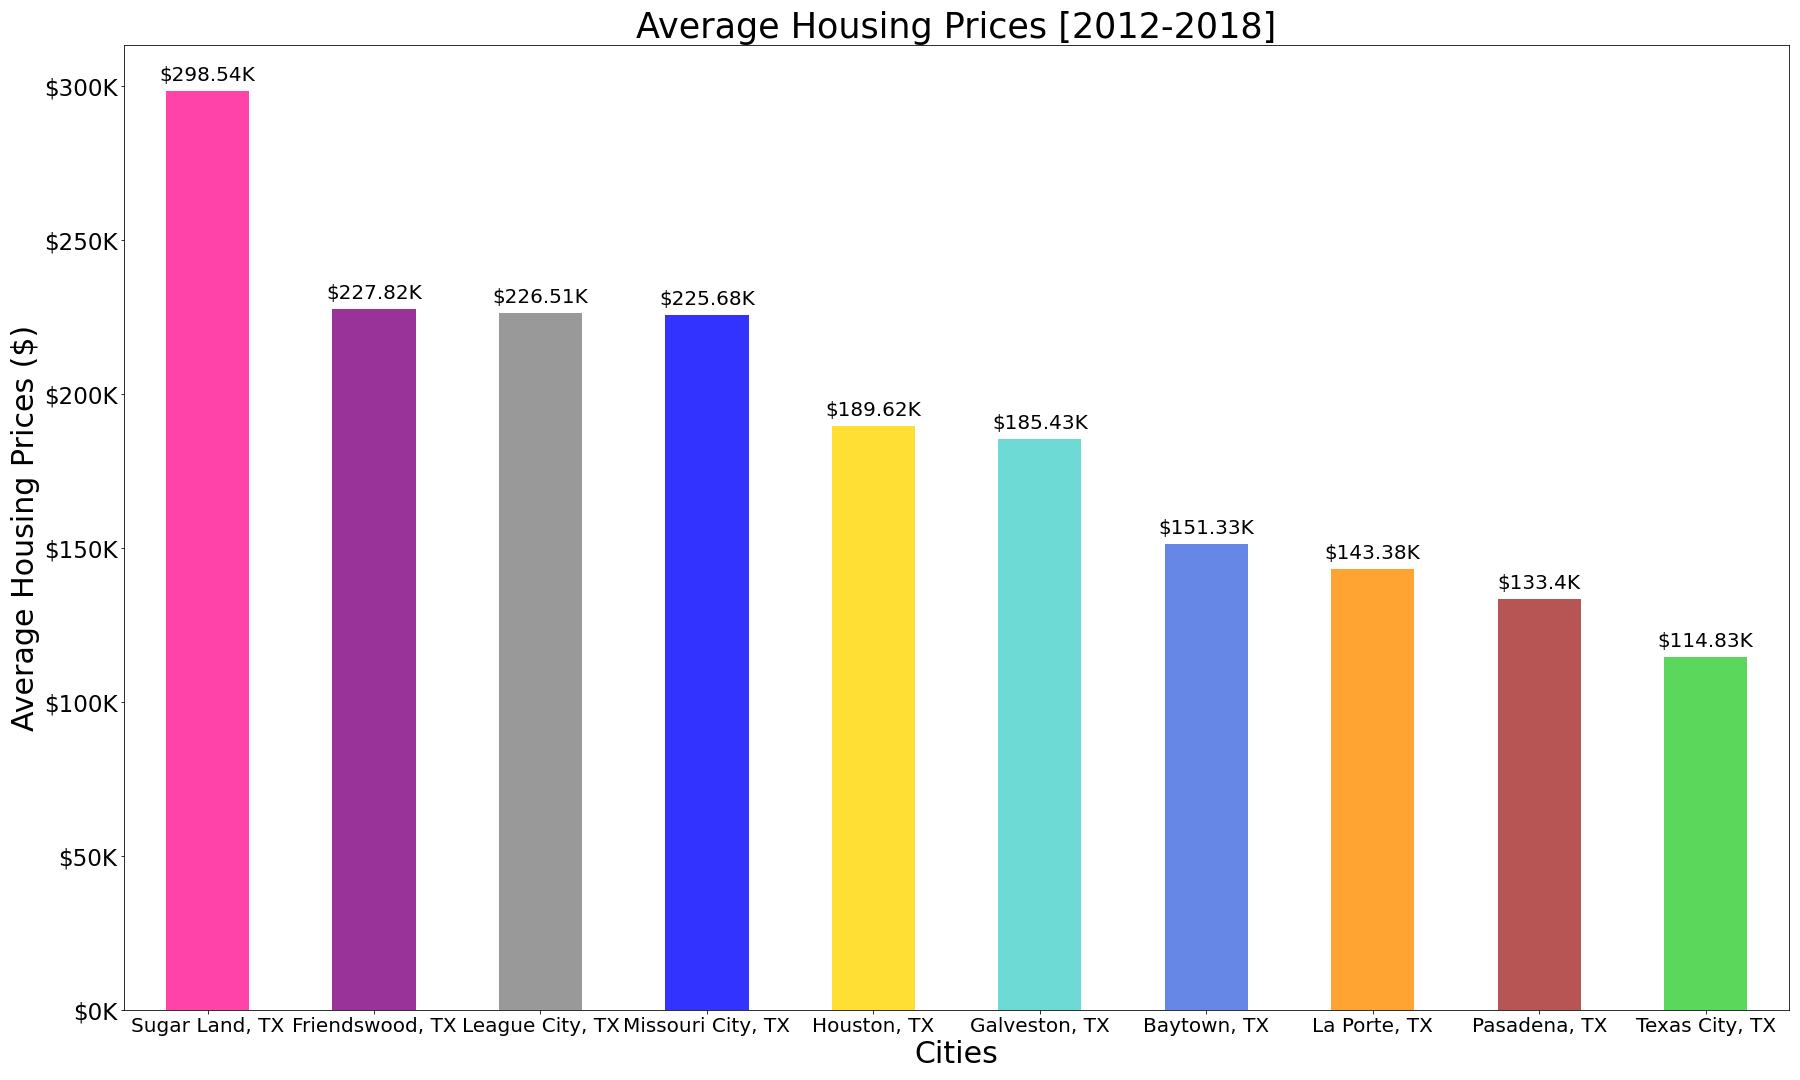 Average Housing Prices [2012-2018]
Average Housing Prices ($)
$300K
$250K
$200K
$150K
$100K
$50K
$0K
$298.54K
$227.82K
$226.51K
$225.68K
$189.62K
$185.43K
$151.33K
$143.38K
$133.4K
$114.83K
Sugar Land, TX
Friendswood, TX
League City, TX
Missouri City, TX
Houston, TX
Galveston, TX
Baytown, TX
La Porte, TX
Pasadena, TX
Texas City, TX
Cities